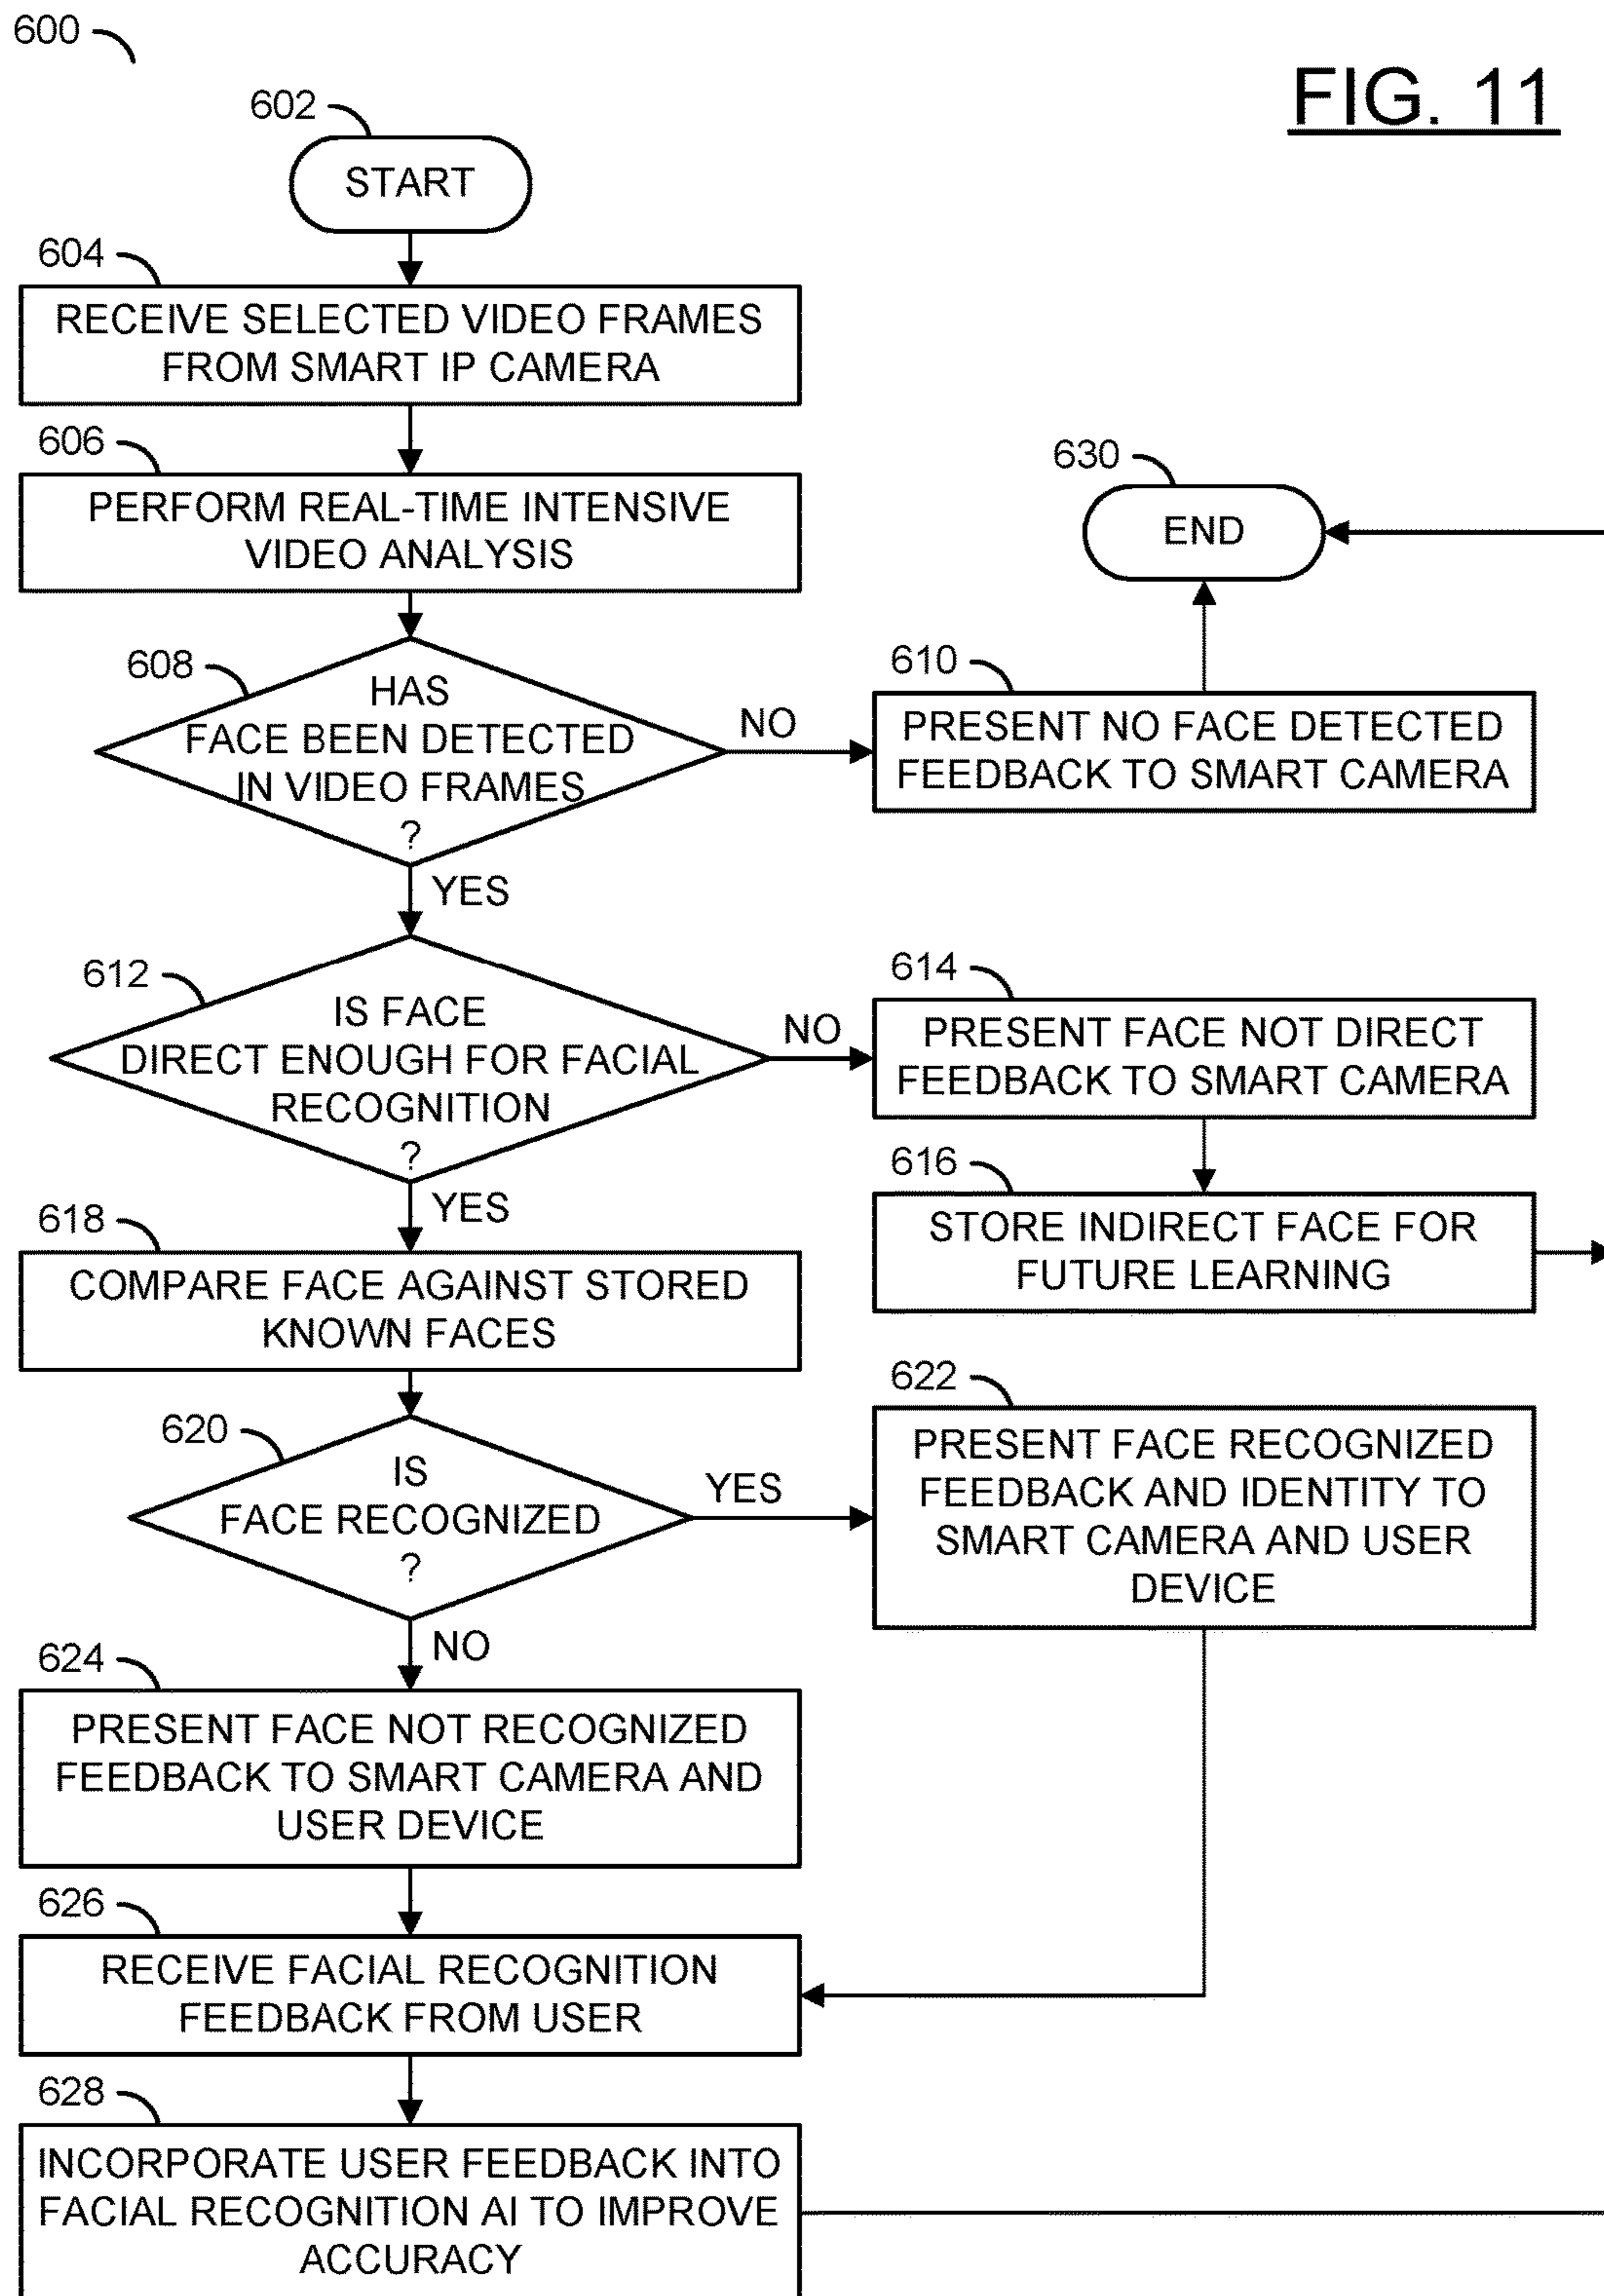 600
FIG. 11
602
START
604
RECEIVE SELECTED VIDEO FRAMES
FROM SMART IP CAMERA
606
PERFORM REAL-TIME INTENSIVE
VIDEO ANALYSIS
630
END
608
HAS
FACE BEEN DETECTED
IN VIDEO FRAMES
?
NO
610
PRESENT NO FACE DETECTED
FEEDBACK TO SMART CAMERA
YES
612
IS FACE
DIRECT ENOUGH FOR FACIAL
RECOGNITION
?
NO
614
PRESENT FACE NOT DIRECT
FEEDBACK TO SMART CAMERA
616
STORE INDIRECT FACE FOR
FUTURE LEARNING
YES
618
COMPARE FACE AGAINST STORED
KNOWN FACES
620
IS
FACE RECOGNIZED
?
YES
622
PRESENT FACE RECOGNIZED
FEEDBACK AND IDENTITY TO
SMART CAMERA AND USER
DEVICE
NO
624
PRESENT FACE NOT RECOGNIZED
FEEDBACK TO SMART CAMERA AND
USER DEVICE
626
RECEIVE FACIAL RECOGNITION
FEEDBACK FROM USER
628
INCORPORATE USER FEEDBACK INTO
FACIAL RECOGNITION AI TO IMPROVE
ACCURACY